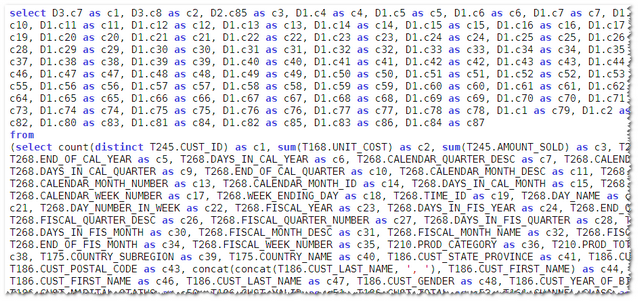 select D3.c7 as c1, D3.c8 as c2, D2.c85 as c3, D1.c4 as c4, D1.c5 as c5, D1.c6 as c6, D1.c7 as c7, D1
c10, D1.c11 as c11, D1.c12 as c12, D1.c13 as c13, D1.c14 as c14, D1.c15 as c15, D1.c16 as c16, D1.c17
c19, D1.c20 as c20, D1.c21 as c21, D1.c22 as c22, D1.c23 as c23, D1.c24 as c24, D1.c25 as c25, D1.c26
c28, D1.c29 as c29, D1.c30 as c30, D1.c31 as c31, D1.c32 as c32, D1.c33 as c33, D1.c34 as c34, D1.c35
c37, D1.c38 as c38, D1.c39 as c39, D1.c40 as c40, D1.c41 as c41, D1.c42 as c42, D1.c43 as c43, D1.c44
c46, D1.c47 as c47, D1.c48 as c48, D1.c49 as c49, D1.c50 as c50, D1.c51 as c51, D1.c52 as c52, D1.c53
c55, D1.c56 as c56, D1.c57 as c57, D1.c58 as c58, D1.c59 as c59, D1.c60 as c60, D1.c61 as c61, D1.c62
c64, D1.c65 as c65, D1.c66 as c66, D1.c67 as c67, D1.c68 as c68, D1.c69 as c69, D1.c70 as c70, D1.c71
c73, D1.c74 as c74, D1.c75 as c75, D1.c76 as c76, D1.c77 as c77, D1.c78 as c78, D1.c1 as c79, D1.c2 as
c82, D1.c80 as c83, D1.c81 as c84, D1.c82 as c85, D1.c83 as c86, D1.c84 as c87
from
(select count(distinct T245.CUST_ID) as c1, sum(T168.UNIT_COST) as c2, sum(T245.AMOUNT_SOLD) as c3, T2
T268.END_OF_CAL_YEAR as c5, T268.DAYS_IN_CAL_YEAR as c6, T268.CALENDAR_QUARTER_DESC as c7, T268.CALEND
T268.DAYS_IN_CAL_QUARTER as c9, T268.END_OF_CAL_QUARTER as c10, T268.CALENDAR_MONTH_DESC as c11, T268.
T268.CALENDAR_MONTH_NUMBER as c13, T268.CALENDAR_MONTH_ID as c14, T268.DAYS_IN_CAL_MONTH as c15, T268.
T268.CALENDAR_WEEK_NUMBER as c17, T268.WEEK_ENDING_DAY as c18, T268.TIME_ID as c19, T268.DAY_NAME as c2
c21, T268.DAY_NUMBER_IN_WEEK as c22, T268.FISCAL_YEAR as c23, T268.DAYS_IN_FIS_YEAR as c24, T268.END_O
T268.FISCAL_QUARTER_DESC as c26, T268.FISCAL_QUARTER_NUMBER as c27, T268.DAYS_IN_FIS_QUARTER as c28, T
T268.DAYS_IN_FIS_MONTH as c30, T268.FISCAL_MONTH_DESC as c31, T268.FISCAL_MONTH_NAME as c32, T268.FISC
T268.END_OF_FIS_MONTH as c34, T268.FISCAL_WEEK_NUMBER as c35, T210.PROD_CATEGORY as c36, T210.PROD_TOT
c38, T175.COUNTRY_SUBREGION as c39, T175.COUNTRY_NAME as c40, T186.CUST_STATE_PROVINCE as c41, T186.CU
T186.CUST_POSTAL_CODE as c43, concat(concat(T186.CUST_LAST_NAME, ', '), T186.CUST_FIRST_NAME) as c44,
T186.CUST_FIRST_NAME as c46, T186.CUST_LAST_NAME as c47, T186.CUST_GENDER as c48, T186.CUST_YEAR_OF_BI